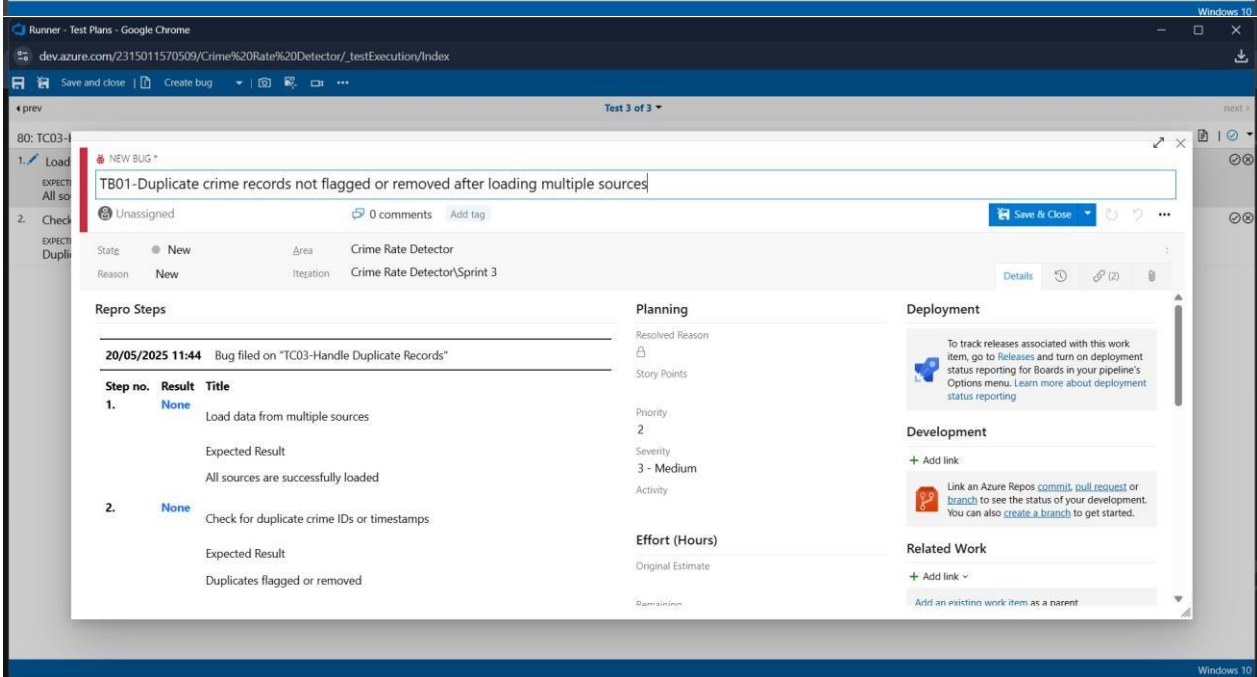 Windows 10
Runner - Test Plans - Google Chrome
dev.azure.com/2315011570509/Crime%20Rate%20Detector/_testExecution/Index
Save and close | Create bug
prev Test 3 of 3 next
80: TC03-H
1. Load
EXPECTE
All so
2. Check
EXPECTE
Duplic
NEW BUG *
TB01-Duplicate crime records not flagged or removed after loading multiple sources
Unassigned 0 comments Add tag Save & Close
State New Area Crime Rate Detector
Reason New Iteration Crime Rate Detector\Sprint 3
Details (2)
Repro Steps
20/05/2025 11:44 Bug filed on "TC03-Handle Duplicate Records"
Step no. Result Title
1. None
Load data from multiple sources
Expected Result
All sources are successfully loaded
2. None
Check for duplicate crime IDs or timestamps
Expected Result
Duplicates flagged or removed
Planning
Resolved Reason
Story Points
Priority
2
Severity
3 - Medium
Activity
Effort (Hours)
Original Estimate
Remaining
Deployment
To track releases associated with this work
item, go to Releases and turn on deployment
status reporting for Boards in your pipeline's
Options menu. Learn more about deployment
status reporting
Development
+ Add link
Link an Azure Repos commit, pull request or
branch to see the status of your development.
You can also create a branch to get started.
Related Work
+ Add link
Add an existing work item as a parent
Windows 10